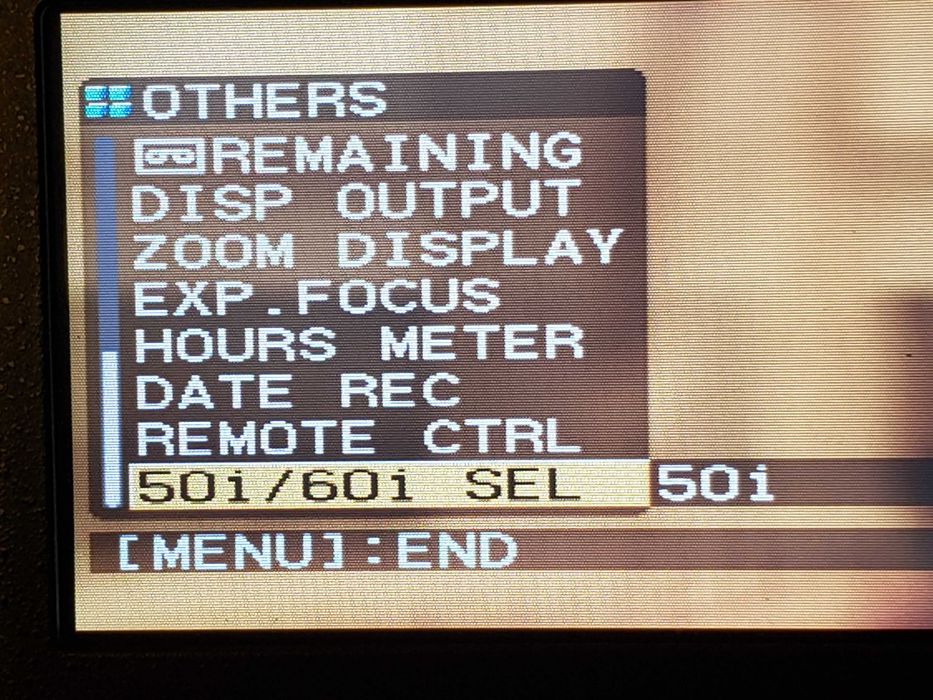 OTHERS
REMAINING
DISP OUTPUT
ZOOM DISPLAY
EXP.FOCUS
HOURS METER
DATE REC
REMOTE CTRL
50i/60i SEL 50i
[MENU]:END